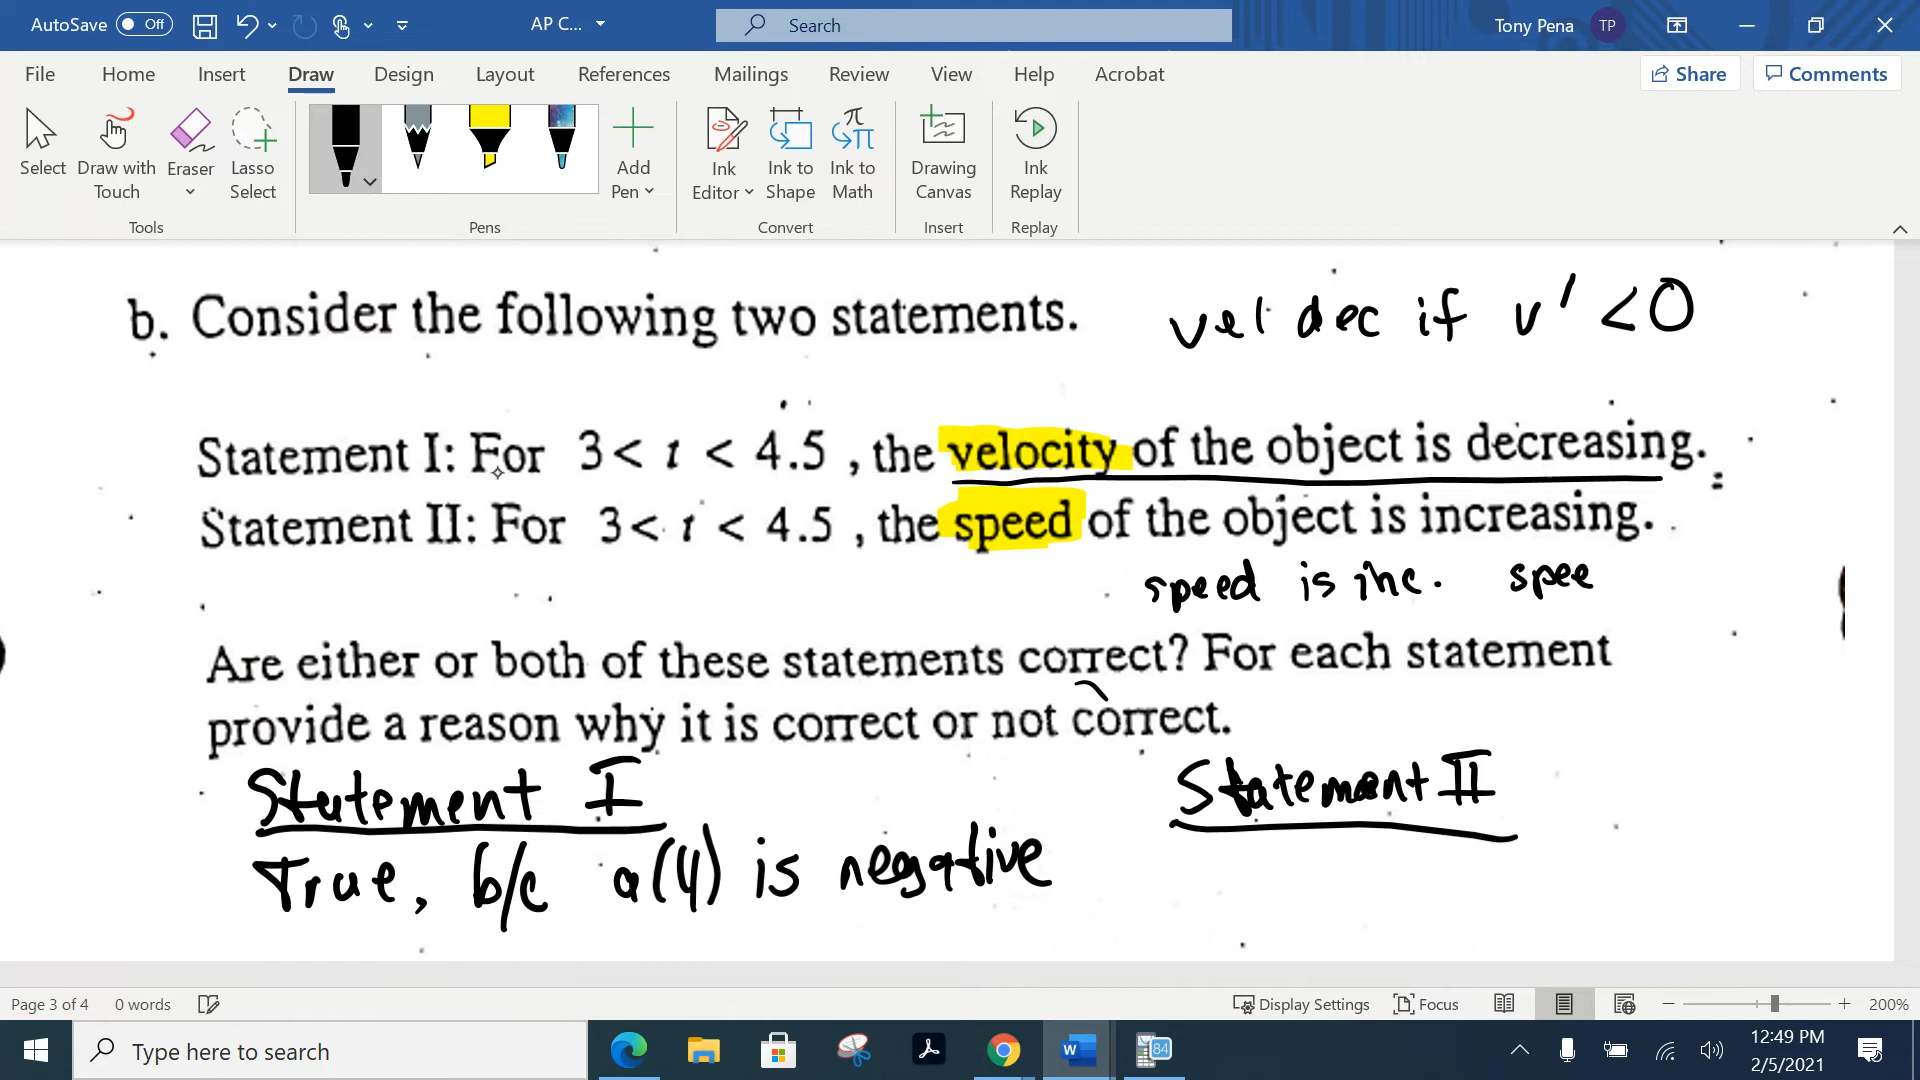 AutoSave Off AP C... Search Tony Pena TP
File Home Insert Draw Design Layout References Mailings Review View Help Acrobat Share Comments
Select Draw with Touch Eraser Lasso Select Add Pen Ink Editor Ink to Shape Ink to Math Drawing Canvas Ink Replay
Tools Pens Convert Insert Replay
b. Consider the following two statements. vel dec if v' <0
Statement I: For 3 < t < 4.5 , the velocity of the object is decreasing.
Statement II: For 3 < t < 4.5 , the speed of the object is increasing.
speed is inc. spee
Are either or both of these statements correct? For each statement
provide a reason why it is correct or not correct.
Statement I Statement II
True, b/c a(4) is negative
Page 3 of 4 0 words Display Settings Focus 200%
Type here to search 84 12:49 PM
2/5/2021